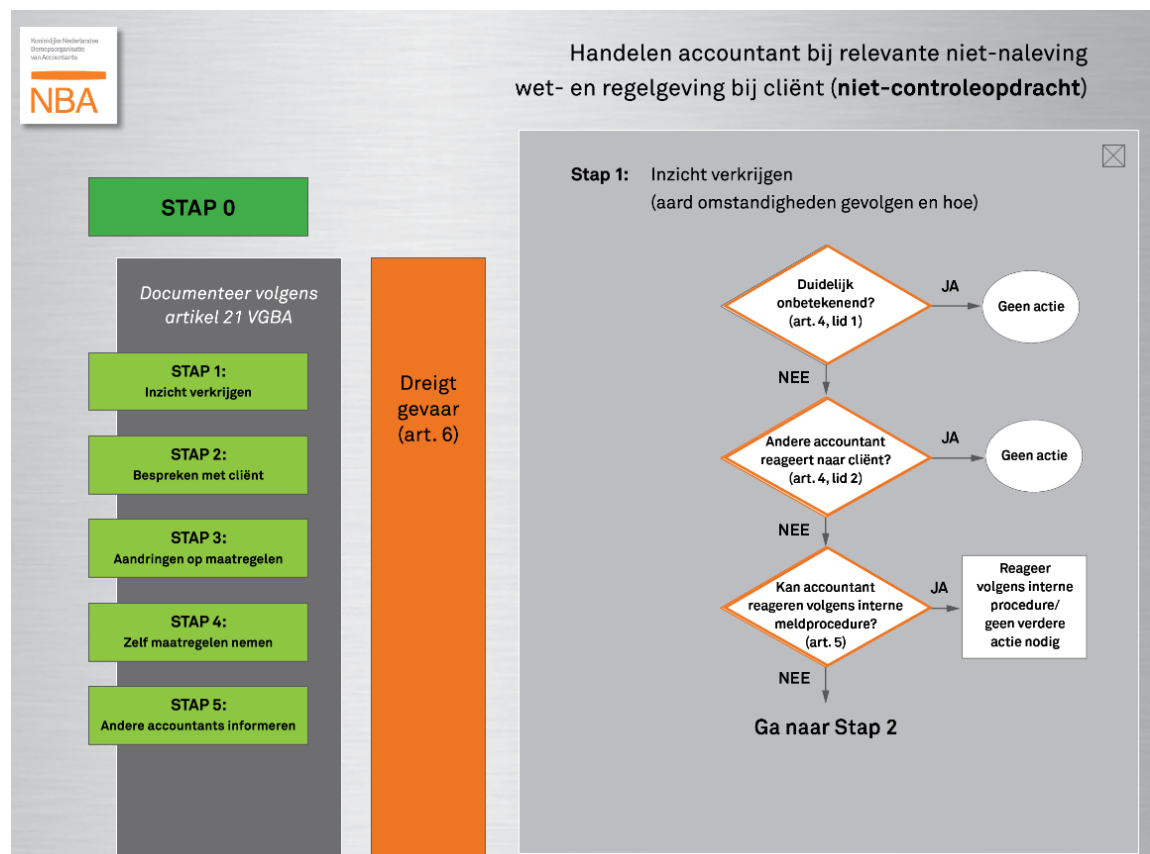 Koninklijke Nederlandse
Beroepsorganisatie
van Accountants
NBA
Handelen accountant bij relevante niet-naleving
wet- en regelgeving bij cliënt (niet-controleopdracht)
STAP 0
Documenteer volgens
artikel 21 VGBA
STAP 1:
Inzicht verkrijgen
STAP 2:
Bespreken met cliënt
STAP 3:
Aandringen op maatregelen
STAP 4:
Zelf maatregelen nemen
STAP 5:
Andere accountants informeren
Dreigt
gevaar
(art. 6)
Stap 1: Inzicht verkrijgen
(aard omstandigheden gevolgen en hoe)
Duidelijk
onbetekenend?
(art. 4, lid 1)
JA
Geen actie
NEE
Andere accountant
reageert naar cliënt?
(art. 4, lid 2)
JA
Geen actie
NEE
Kan accountant
reageren volgens interne
meldprocedure?
(art. 5)
JA
Reageer
volgens interne
procedure/
geen verdere
actie nodig
NEE
Ga naar Stap 2